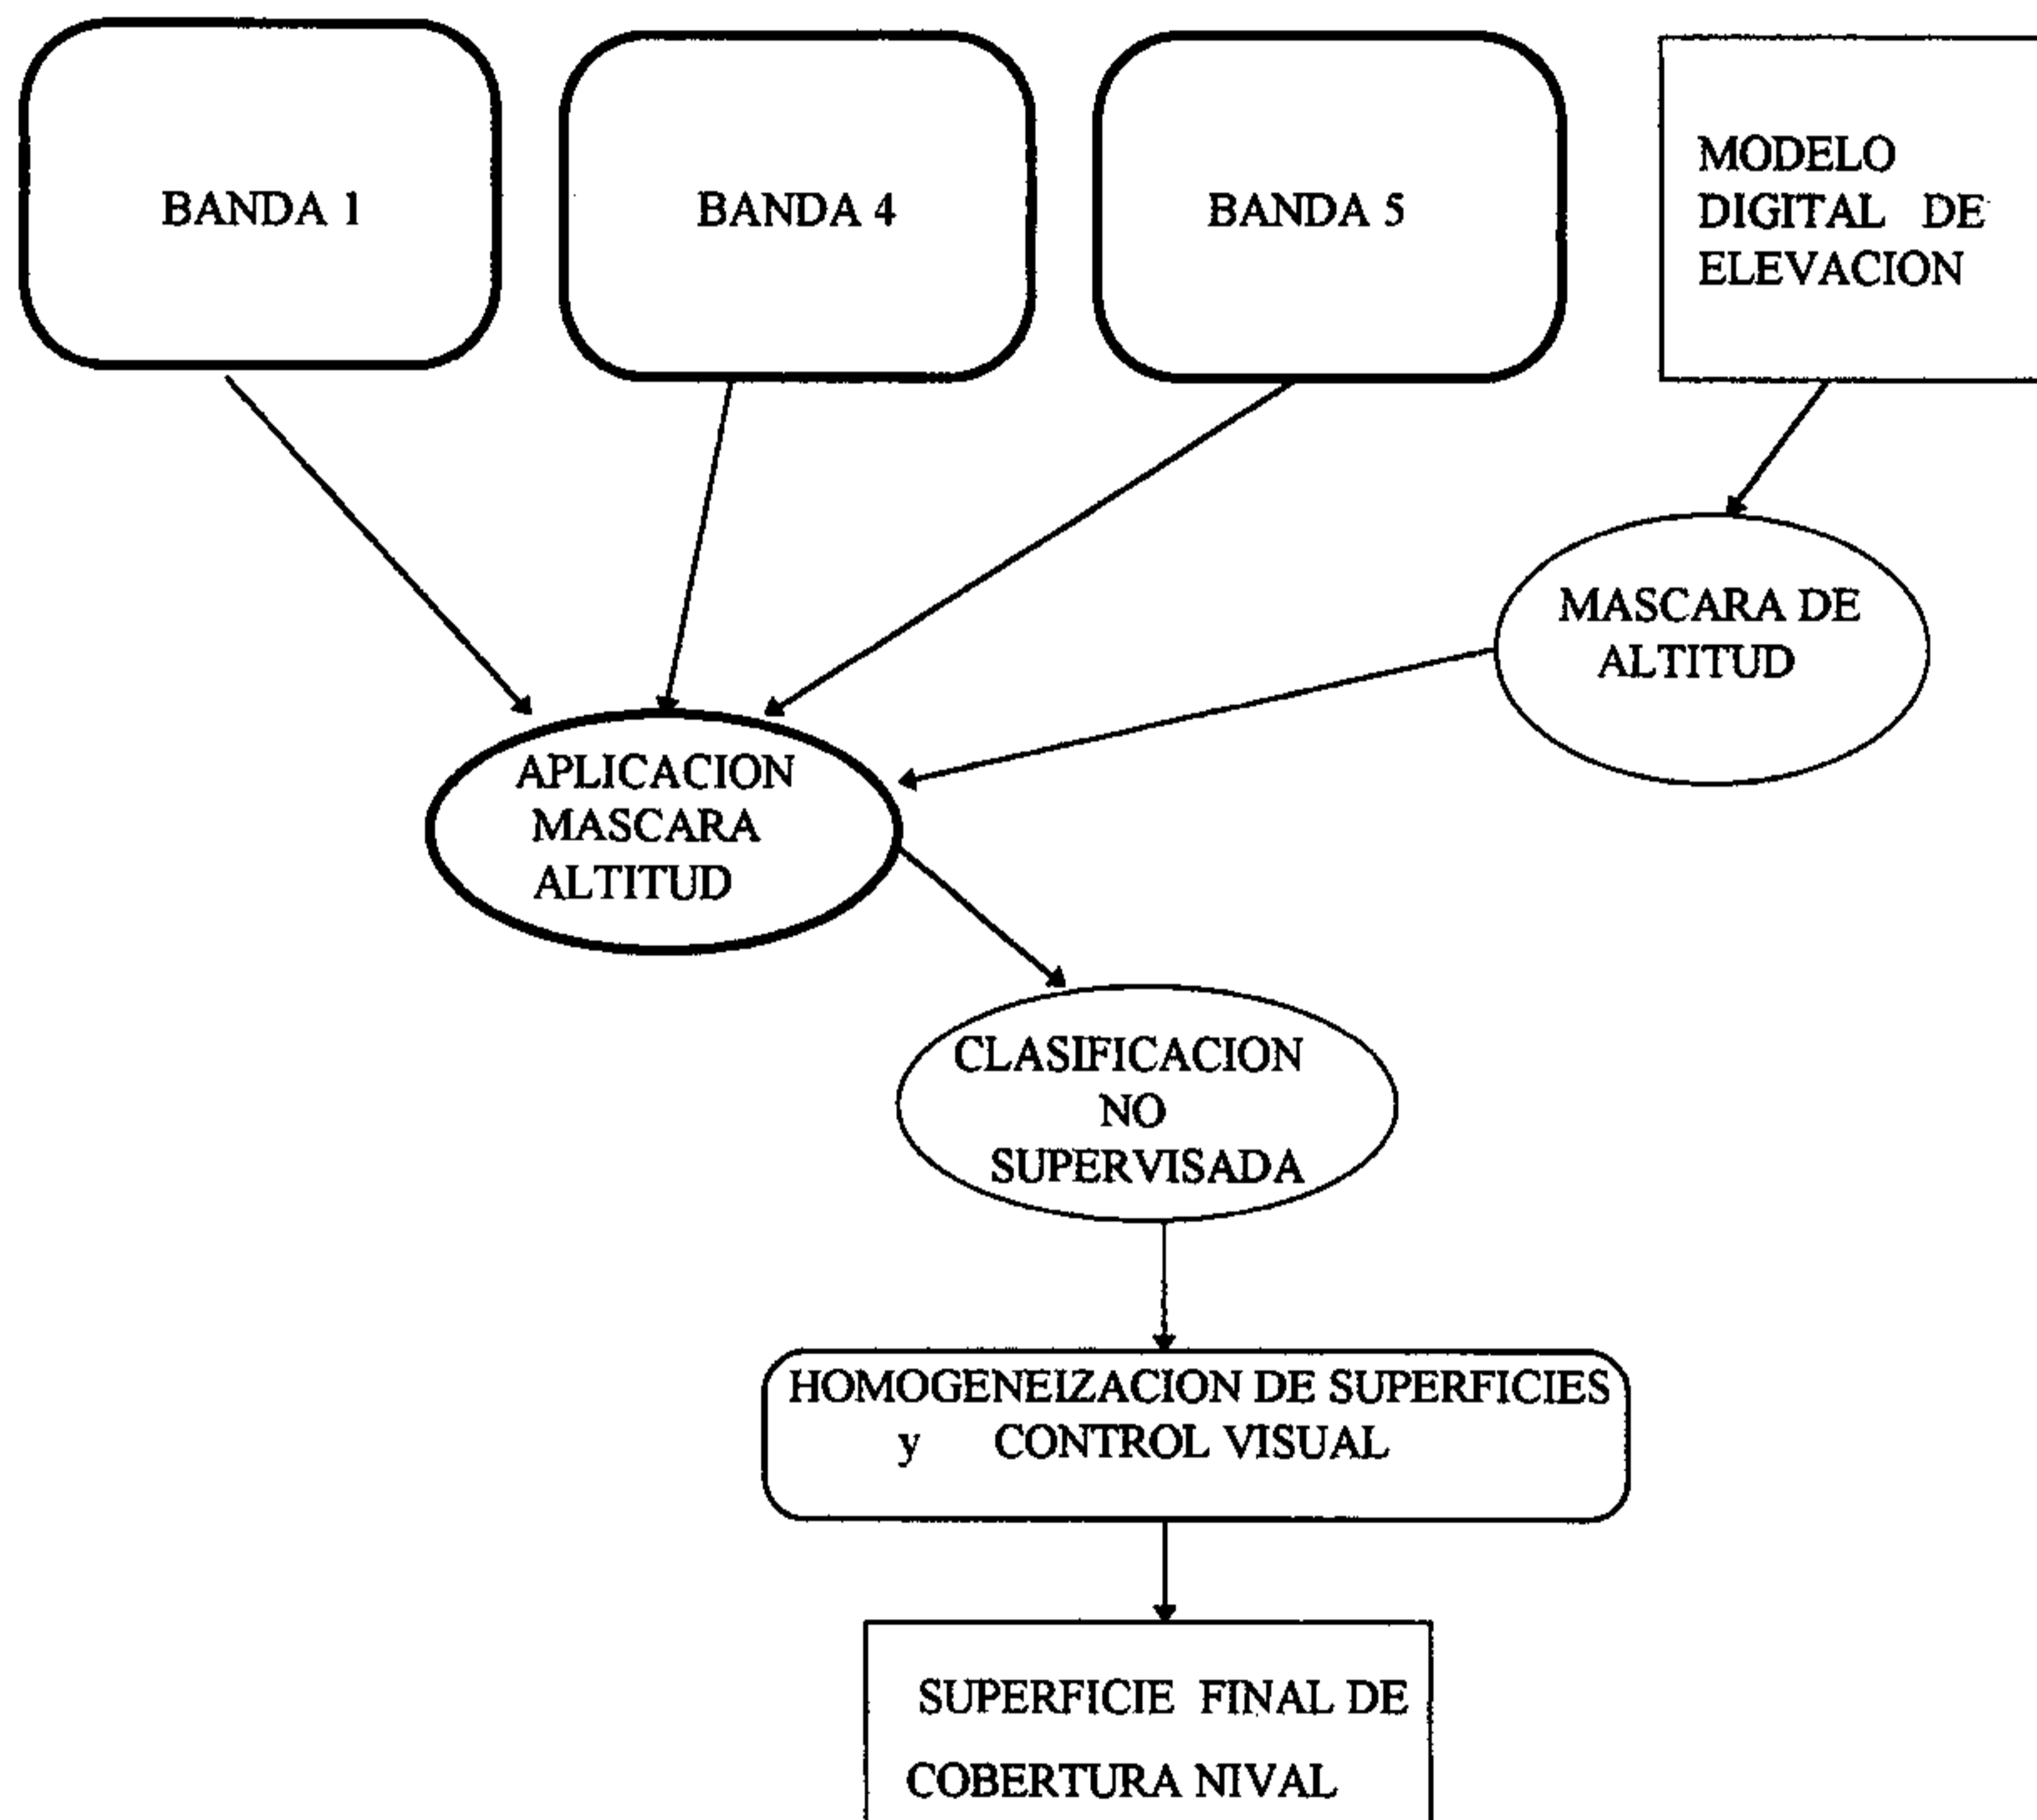 BANDA 1
BANDA 4
BANDA 5
MODELO
DIGITAL DE
ELEVACION
MASCARA DE
ALTITUD
APLICACION
MASCARA
ALTITUD
CLASIFICACION
NO
SUPERVISADA
HOMOGENEIZACION DE SUPERFICIES
y CONTROL VISUAL
SUPERFICIE FINAL DE
COBERTURA NIVAL